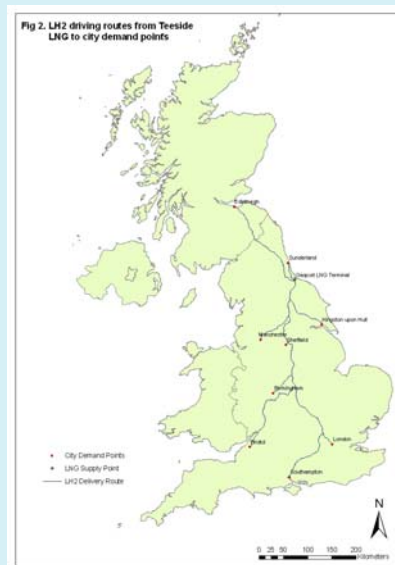 Fig 2. LH2 driving routes from Teeside
LNG to city demand points
Edinburgh
Sunderland
Teesport LNG Terminal
Kingston upon Hull
Manchester
Sheffield
Birmingham
Bristol
London
Southampton
City Demand Points
LNG Supply Point
LH2 Delivery Route
N
0 25 50 100 150 200
Kilometers